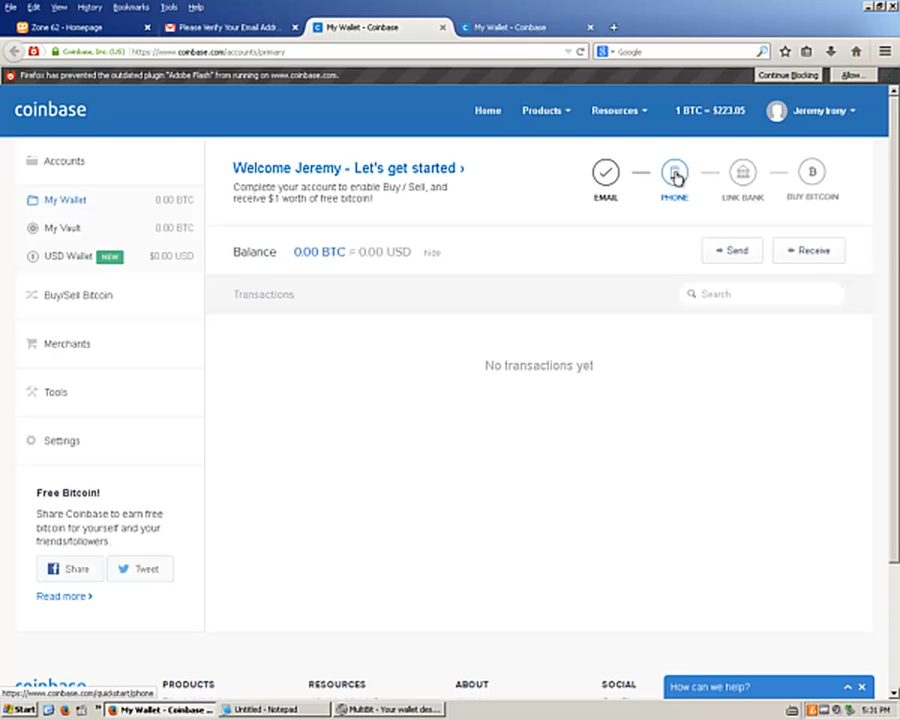 File Edit View History Bookmarks Tools Help
Zone 62 - Homepage
Please Verify Your Email Addr...
My Wallet - Coinbase
My Wallet - Coinbase
Coinbase, Inc. (US) https://www.coinbase.com/accounts/primary
Google
Firefox has prevented the outdated plugin "Adobe Flash" from running on www.coinbase.com.
Continue Blocking
Allow...
coinbase
Home
Products
Resources
1 BTC = $223.05
Jeremy Irony
Accounts
My Wallet 0.00 BTC
My Vault 0.00 BTC
USD Wallet NEW $0.00 USD
Buy/Sell Bitcoin
Merchants
Tools
Settings
Free Bitcoin!
Share Coinbase to earn free
bitcoin for yourself and your
friends/followers.
Share
Tweet
Read more ›
Welcome Jeremy - Let's get started ›
Complete your account to enable Buy / Sell, and
receive $1 worth of free bitcoin!
EMAIL
PHONE
LINK BANK
BUY BITCOIN
Balance 0.00 BTC = 0.00 USD hide
Send
Receive
Transactions
Search
No transactions yet
coinbase
PRODUCTS
RESOURCES
ABOUT
SOCIAL
How can we help?
https://www.coinbase.com/quickstart/phone
Start
My Wallet - Coinbase ...
Untitled - Notepad
MultiBit - Your wallet des...
5:31 PM